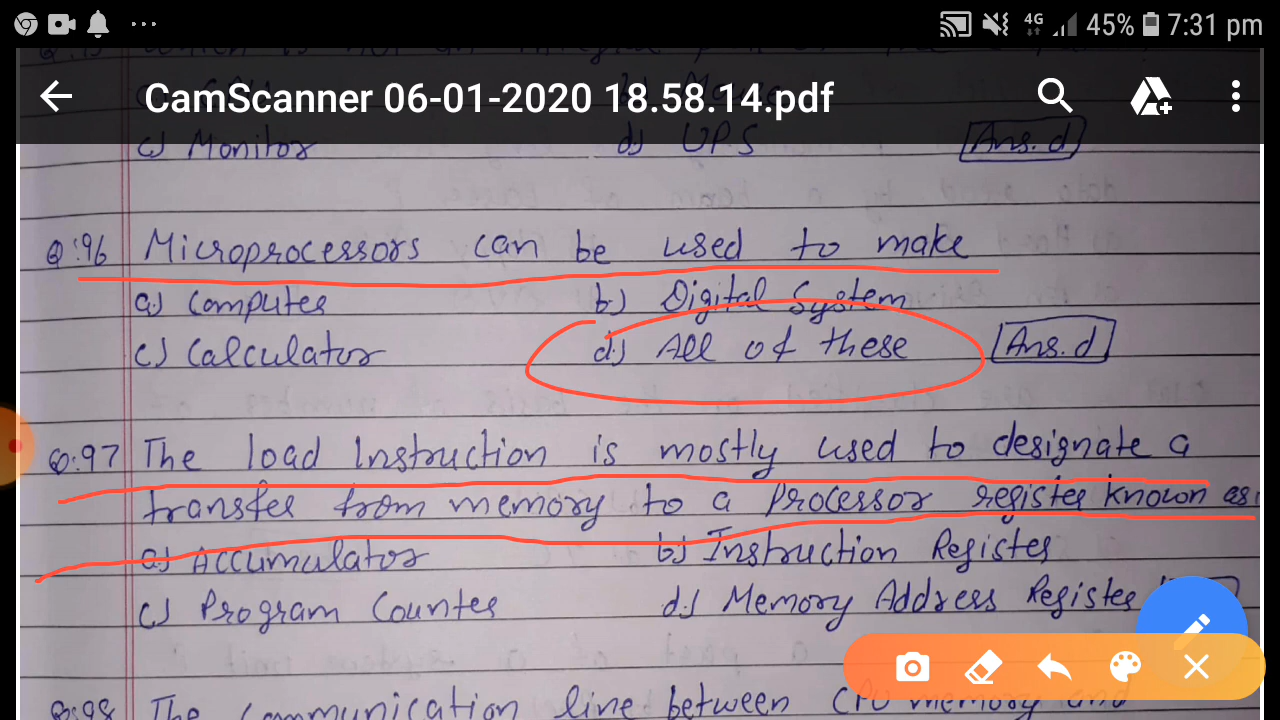 4G 45% 7:31 pm
CamScanner 06-01-2020 18.58.14.pdf
c) Monitor d) UPS Ans. d
Q:96 Microprocessors can be used to make
a) Computer b) Digital System
c) Calculator d) All of these Ans. d
Q:97 The load Instruction is mostly used to designate a
transfer from memory to a Processor register known as
a) Accumulator b) Instruction Register
c) Program Counter d) Memory Address Register
Q:98 The Communication line between CPU memory and